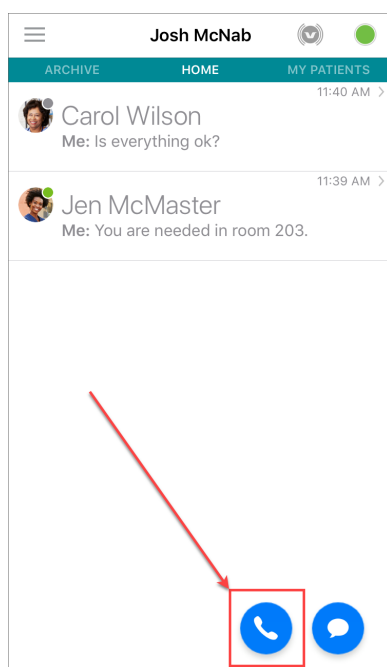 Josh McNab
ARCHIVE HOME MY PATIENTS
11:40 AM
Carol Wilson
Me: Is everything ok?
11:39 AM
Jen McMaster
Me: You are needed in room 203.